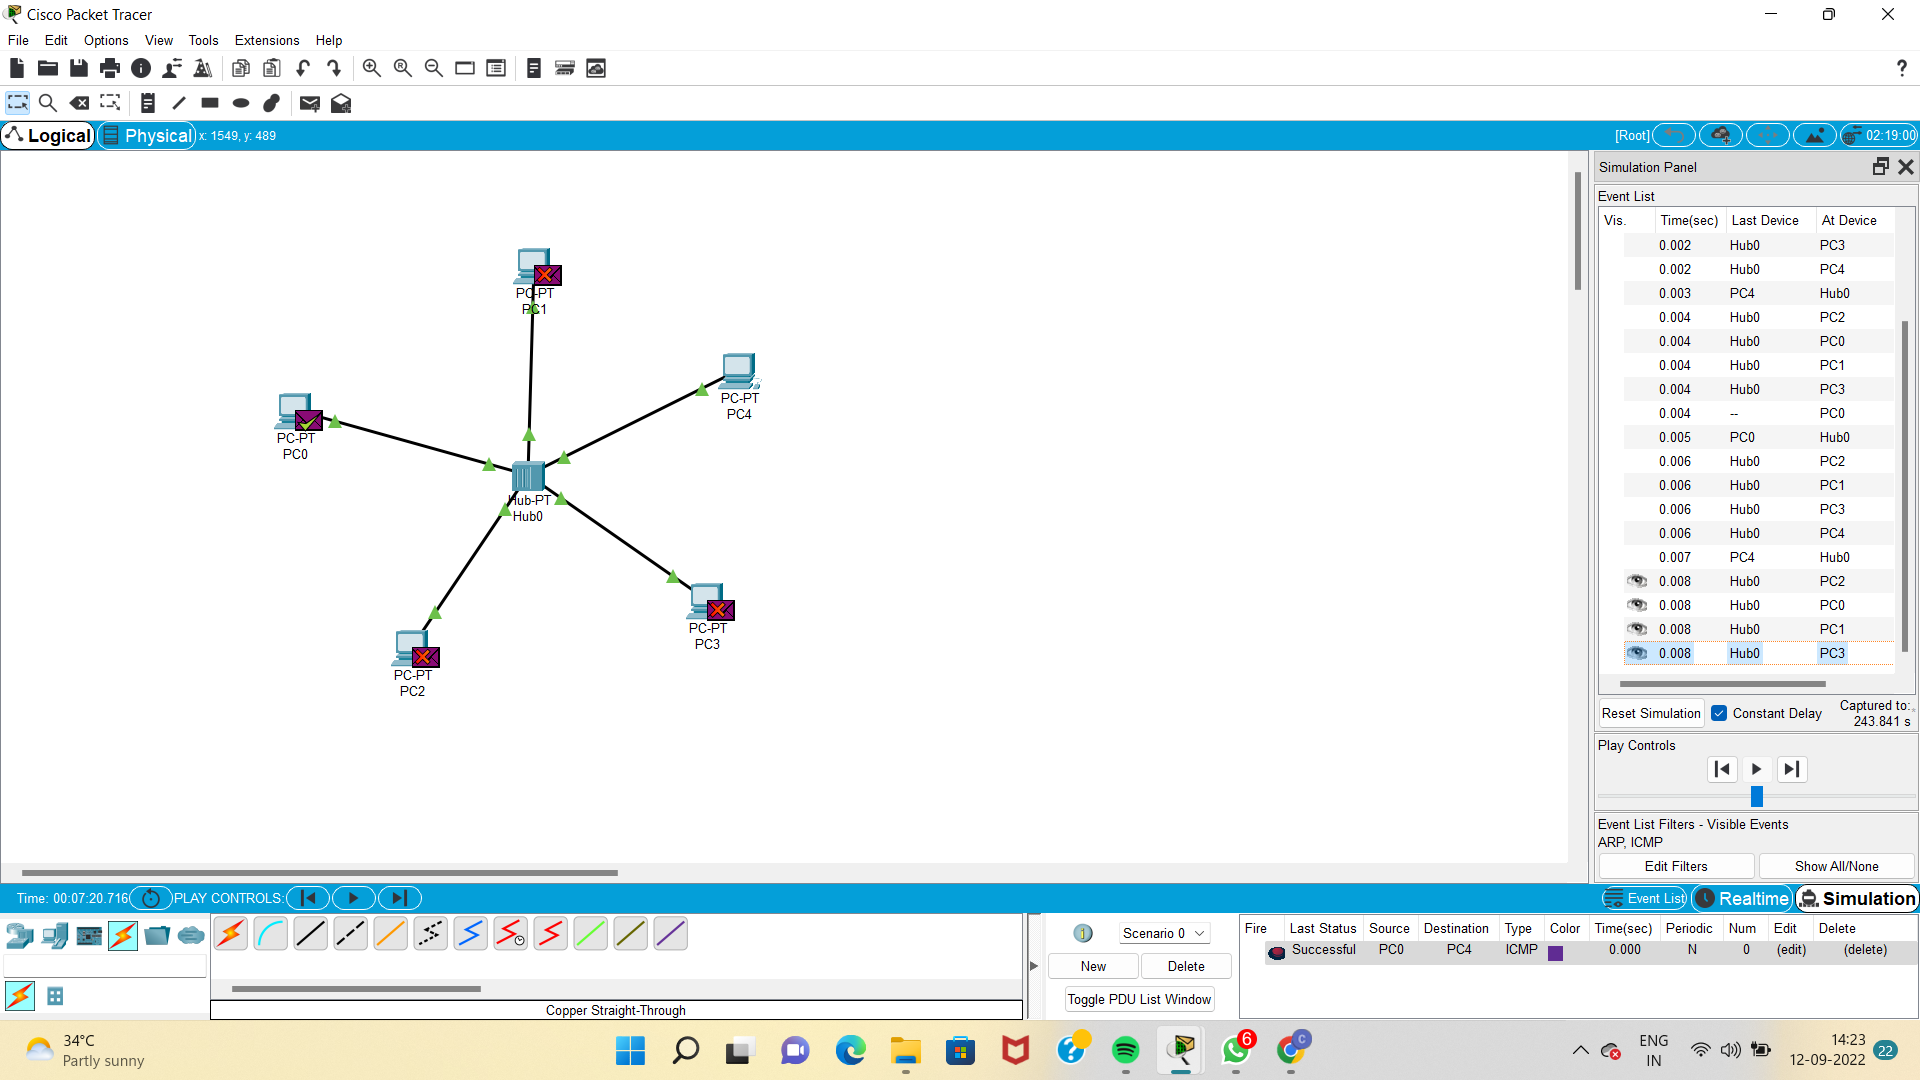 Cisco Packet Tracer
File Edit Options View Tools Extensions Help
?
Logical Physical x: 1549, y: 489 [Root] 02:19:00
PC-PT
PC1
PC-PT
PC4
PC-PT
PC0
Hub-PT
Hub0
PC-PT
PC3
PC-PT
PC2
Simulation Panel
Event List
Vis. Time(sec) Last Device At Device
0.002 Hub0 PC3
0.002 Hub0 PC4
0.003 PC4 Hub0
0.004 Hub0 PC2
0.004 Hub0 PC0
0.004 Hub0 PC1
0.004 Hub0 PC3
0.004 -- PC0
0.005 PC0 Hub0
0.006 Hub0 PC2
0.006 Hub0 PC1
0.006 Hub0 PC3
0.006 Hub0 PC4
0.007 PC4 Hub0
0.008 Hub0 PC2
0.008 Hub0 PC0
0.008 Hub0 PC1
0.008 Hub0 PC3
Reset Simulation Constant Delay Captured to:
243.841 s
Play Controls
Event List Filters - Visible Events
ARP, ICMP
Edit Filters Show All/None
Time: 00:07:20.716 PLAY CONTROLS: Event List Realtime Simulation
Copper Straight-Through
Scenario 0
New Delete
Toggle PDU List Window
Fire Last Status Source Destination Type Color Time(sec) Periodic Num Edit Delete
Successful PC0 PC4 ICMP 0.000 N 0 (edit) (delete)
34°C
Partly sunny
6
C
ENG
IN
14:23
12-09-2022
22